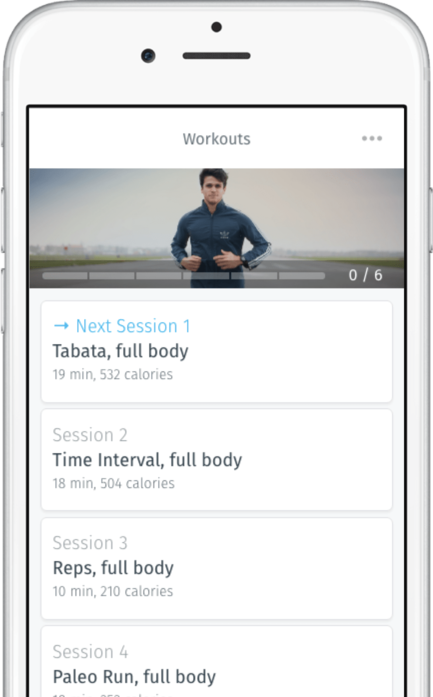 Workouts
0 / 6
→ Next Session 1
Tabata, full body
19 min, 532 calories
Session 2
Time Interval, full body
18 min, 504 calories
Session 3
Reps, full body
10 min, 210 calories
Session 4
Paleo Run, full body